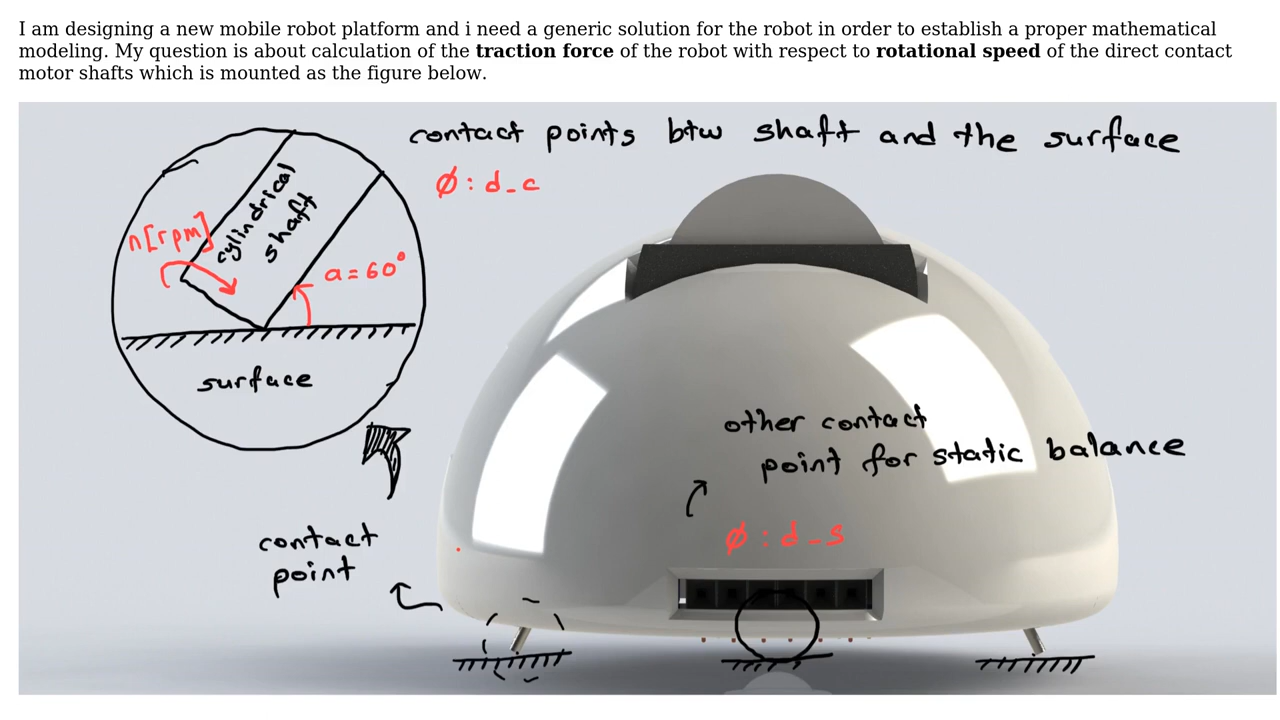 I am designing a new mobile robot platform and i need a generic solution for the robot in order to establish a proper mathematical
modeling. My question is about calculation of the traction force of the robot with respect to rotational speed of the direct contact
motor shafts which is mounted as the figure below.
contact points btw shaft and the surface
Ø : d_c
cylindrical
shaft
n[rpm]
a = 60°
surface
other contact
point for static balance
Ø : d_s
contact
point